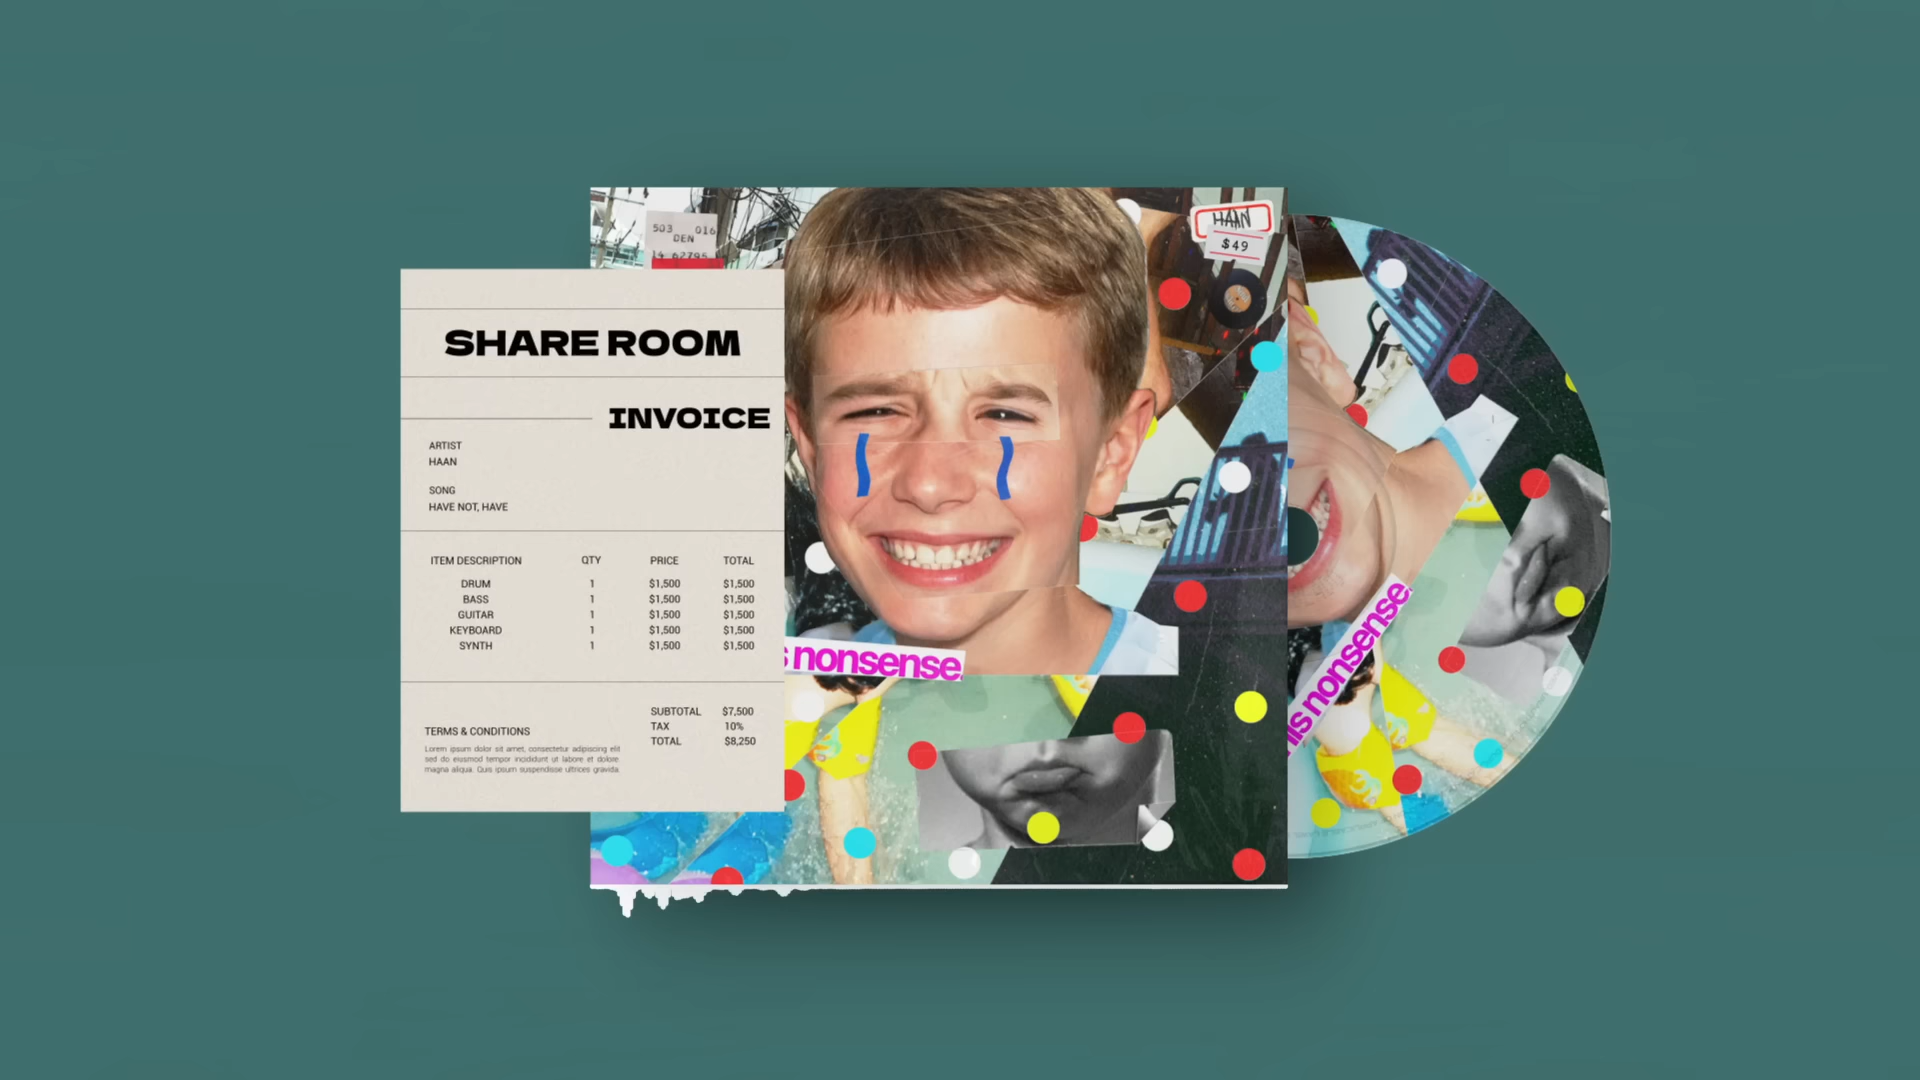 503 016
DEN
14 62795
HAAN
$49
SHARE ROOM
INVOICE
ARTIST
HAAN
SONG
HAVE NOT, HAVE
ITEM DESCRIPTION QTY PRICE TOTAL
DRUM 1 $1,500 $1,500
BASS 1 $1,500 $1,500
GUITAR 1 $1,500 $1,500
KEYBOARD 1 $1,500 $1,500
SYNTH 1 $1,500 $1,500
SUBTOTAL $7,500
TAX 10%
TOTAL $8,250
TERMS & CONDITIONS
Lorem ipsum dolor sit amet, consectetur adipiscing elit
sed do eiusmod tempor incididunt ut labore et dolore
magna aliqua. Quis ipsum suspendisse ultrices gravida.
nonsense.
is nonsense.